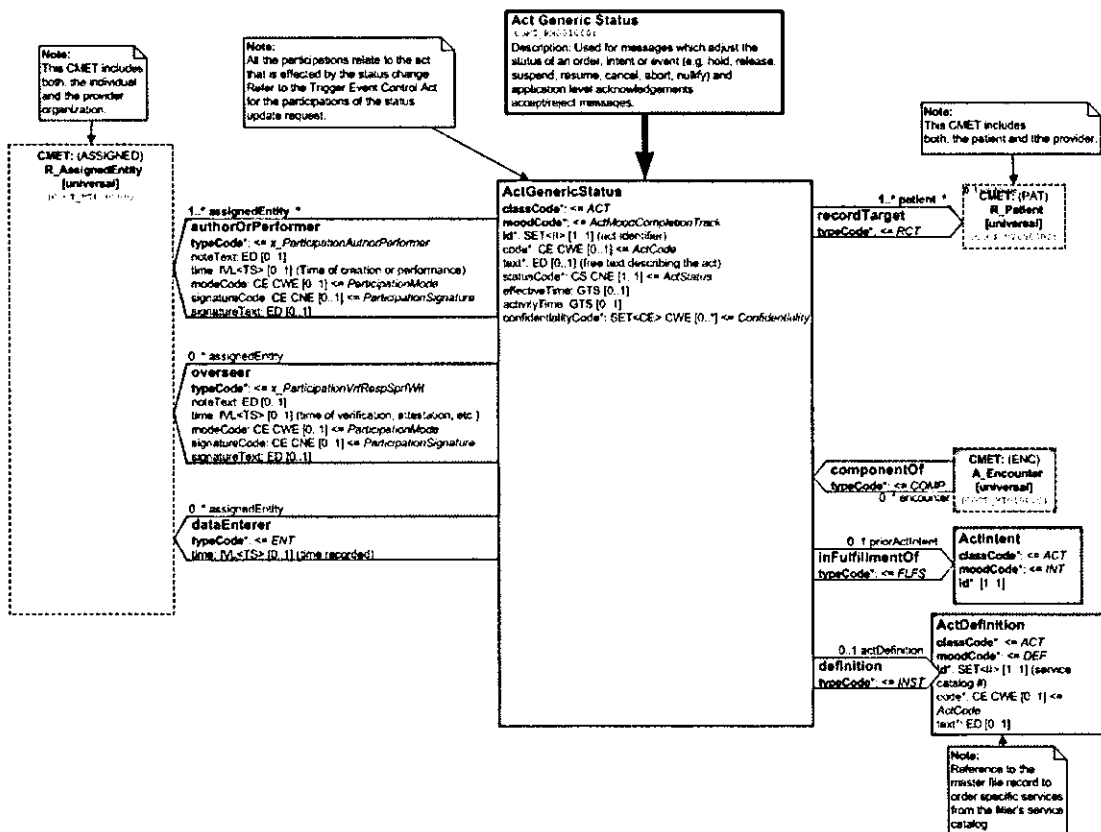 Act Generic Status
Description: Used for messages which adjust the
status of an order, intent or event (e.g. hold, release,
suspend, resume, cancel, abort, nullify) and
application level acknowledgements
accept/reject messages.
Note:
This CMET includes
both, the individual
and the provider
organization.
Note:
All the participations relate to the act
that is effected by the status change
Refer to the Trigger Event Control Act
for the participations of the status
update request.
Note:
This CMET includes
both, the patient and tthe provider.
CMET: (ASSIGNED)
R_AssignedEntity
[universal]
1..* assignedEntity *
authorOrPerformer
typeCode*: <= x_ParticipationAuthorPerformer
noteText: ED [0..1]
time: IVL<TS> [0..1] (Time of creation or performance)
modeCode: CE CWE [0..1] <= ParticipationMode
signatureCode: CE CNE [0..1] <= ParticipationSignature
signatureText: ED [0..1]
0..* assignedEntity
overseer
typeCode*: <= x_ParticipationVrfRespSprfWit
noteText: ED [0..1]
time: IVL<TS> [0..1] (time of verification, attestation, etc.)
modeCode: CE CWE [0..1] <= ParticipationMode
signatureCode: CE CNE [0..1] <= ParticipationSignature
signatureText: ED [0..1]
0..* assignedEntity
dataEnterer
typeCode*: <= ENT
time: IVL<TS> [0..1] (time recorded)
ActGenericStatus
classCode*: <= ACT
moodCode*: <= ActMoodCompletionTrack
id*: SET<II> [1..1] (act identifier)
code*: CE CWE [0..1] <= ActCode
text*: ED [0..1] (free text describing the act)
statusCode*: CS CNE [1..1] <= ActStatus
effectiveTime: GTS [0..1]
activityTime: GTS [0..1]
confidentialityCode*: SET<CE> CWE [0..*] <= Confidentiality
1..* patient *
recordTarget
typeCode*: <= RCT
CMET: (PAT)
R_Patient
[universal]
componentOf
typeCode*: <= COMP
0..* encounter
CMET: (ENC)
A_Encounter
[universal]
0..1 priorActIntent
inFulfillmentOf
typeCode*: <= FLFS
ActIntent
classCode*: <= ACT
moodCode*: <= INT
id*: [1..1]
0..1 actDefinition
definition
typeCode*: <= INST
ActDefinition
classCode*: <= ACT
moodCode*: <= DEF
id*: SET<II> [1..1] (service
catalog #)
code*: CE CWE [0..1] <=
ActCode
text*: ED [0..1]
Note:
Reference to the
master file record to
order specific services
from the filler's service
catalog